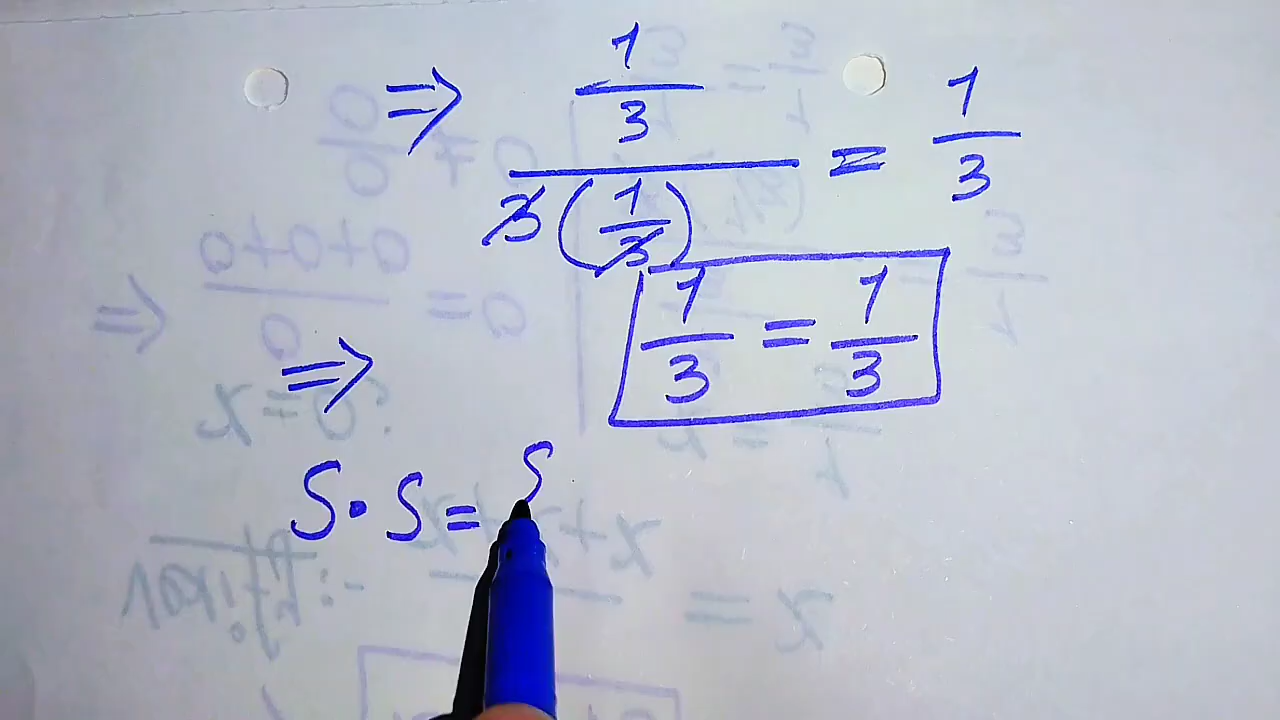 ⇒ (1/3)/(3(1/3)) = 1/3
⇒ 1/3 = 1/3
S·S = S